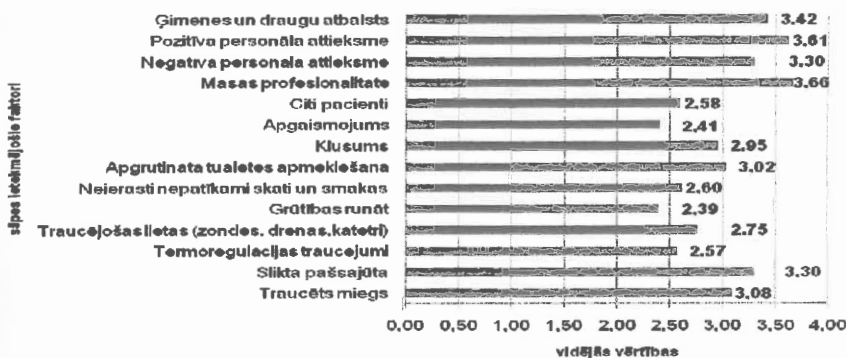 sāpes ietekmējošie faktori
Ģimenes un draugu atbalsts 3.42
Pozitīva personāla attieksme 3.61
Negatīva personāla attieksme 3.30
Māsas profesionalitāte 3.66
Citi pacienti 2.58
Apgaismojums 2.41
Klusums 2.95
Apgrūtināta tualetes apmeklēšana 3.02
Neierasti nepatīkami skati un smakas 2.60
Grūtības runāt 2.39
Traucējošas lietas (zondes, drenas, katetri) 2.75
Termoregulācijas traucējumi 2.57
Slikta pašsajūta 3.30
Traucēts miegs 3.08
0,00 0,50 1,00 1,50 2,00 2,50 3,00 3,50 4,00
vidējās vērtības